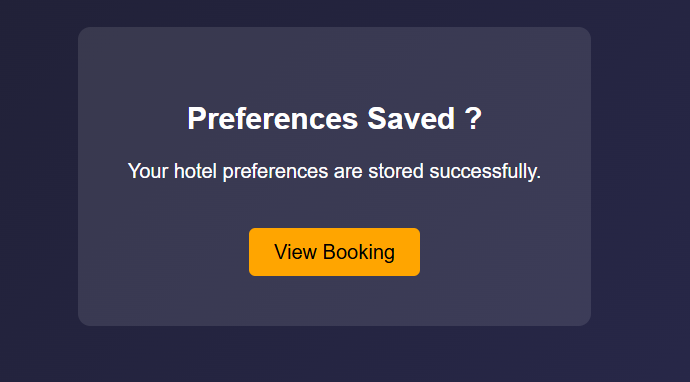 Preferences Saved ?
Your hotel preferences are stored successfully.
View Booking